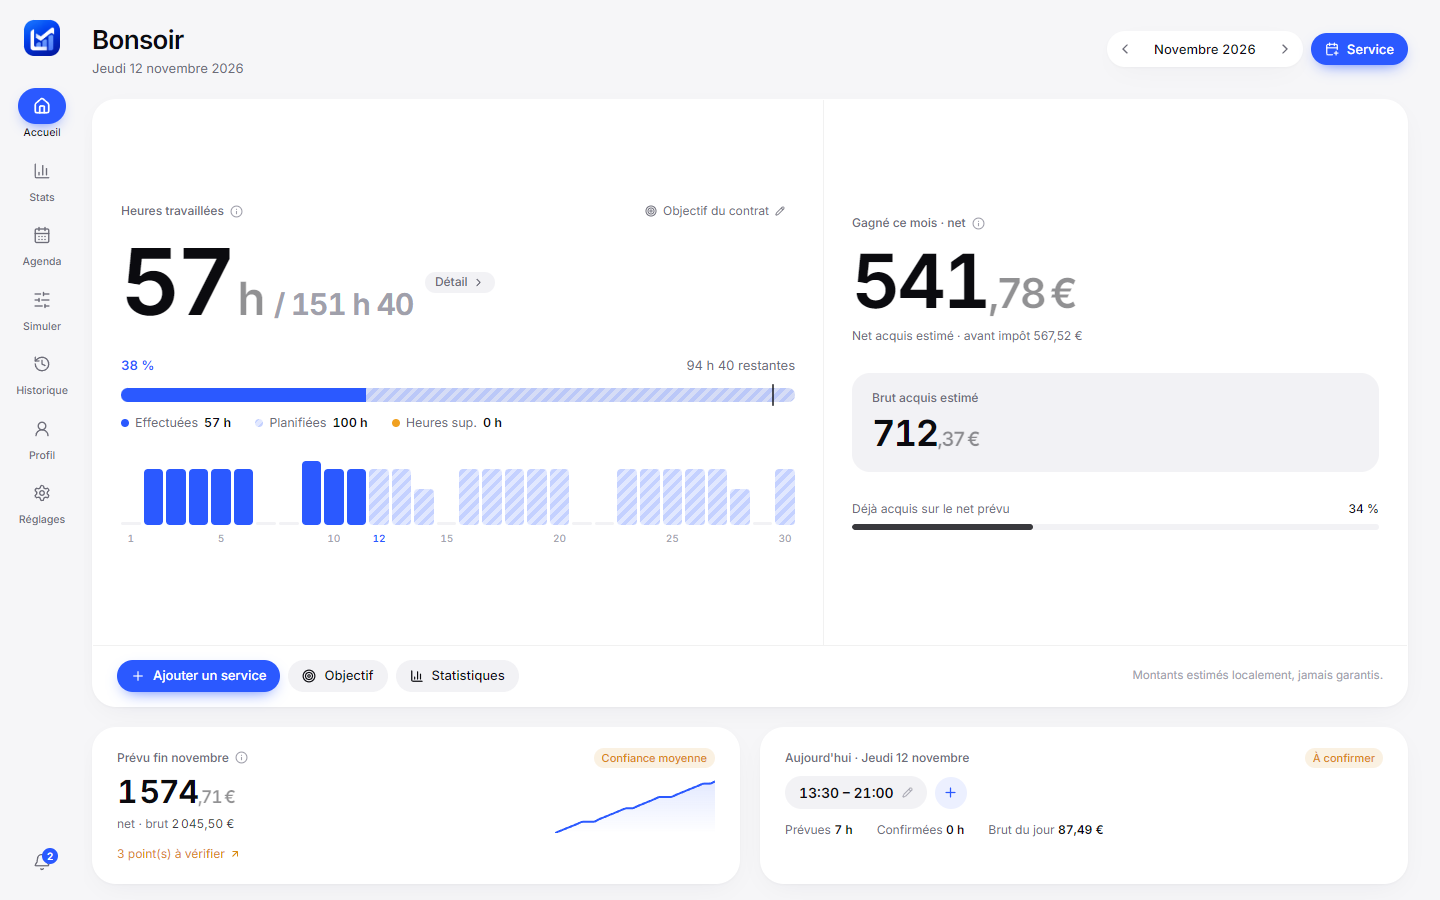 Bonsoir
Jeudi 12 novembre 2026
Novembre 2026
Service
Accueil
Stats
Agenda
Simuler
Historique
Profil
Réglages
2
Heures travaillées
Objectif du contrat
57 h / 151 h 40
Détail
38 %
94 h 40 restantes
Effectuées 57 h
Planifiées 100 h
Heures sup. 0 h
1 5 10 12 15 20 25 30
Gagné ce mois · net
541,78 €
Net acquis estimé · avant impôt 567,52 €
Brut acquis estimé
712,37 €
Déjà acquis sur le net prévu
34 %
Ajouter un service
Objectif
Statistiques
Montants estimés localement, jamais garantis.
Prévu fin novembre
Confiance moyenne
1 574,71 €
net · brut 2 045,50 €
3 point(s) à vérifier
Aujourd'hui · Jeudi 12 novembre
À confirmer
13:30 – 21:00
Prévues 7 h
Confirmées 0 h
Brut du jour 87,49 €